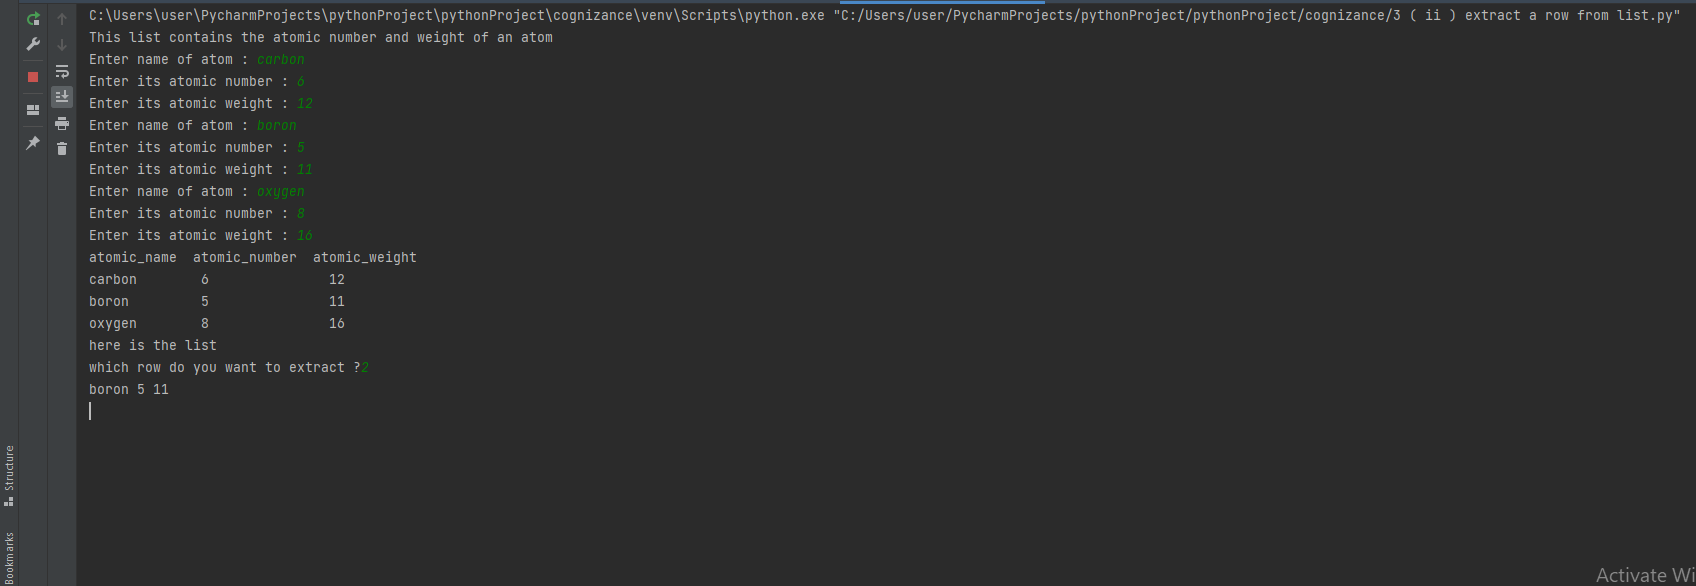 C:\Users\user\PycharmProjects\pythonProject\pythonProject\cognizance\venv\Scripts\python.exe "C:/Users/user/PycharmProjects/pythonProject/pythonProject/cognizance/3 ( ii ) extract a row from list.py"
This list contains the atomic number and weight of an atom
Enter name of atom : carbon
Enter its atomic number : 6
Enter its atomic weight : 12
Enter name of atom : boron
Enter its atomic number : 5
Enter its atomic weight : 11
Enter name of atom : oxygen
Enter its atomic number : 8
Enter its atomic weight : 16
atomic_name  atomic_number  atomic_weight
carbon        6               12
boron         5               11
oxygen        8               16
here is the list
which row do you want to extract ?2
boron 5 11
Structure
Bookmarks
Activate Wi